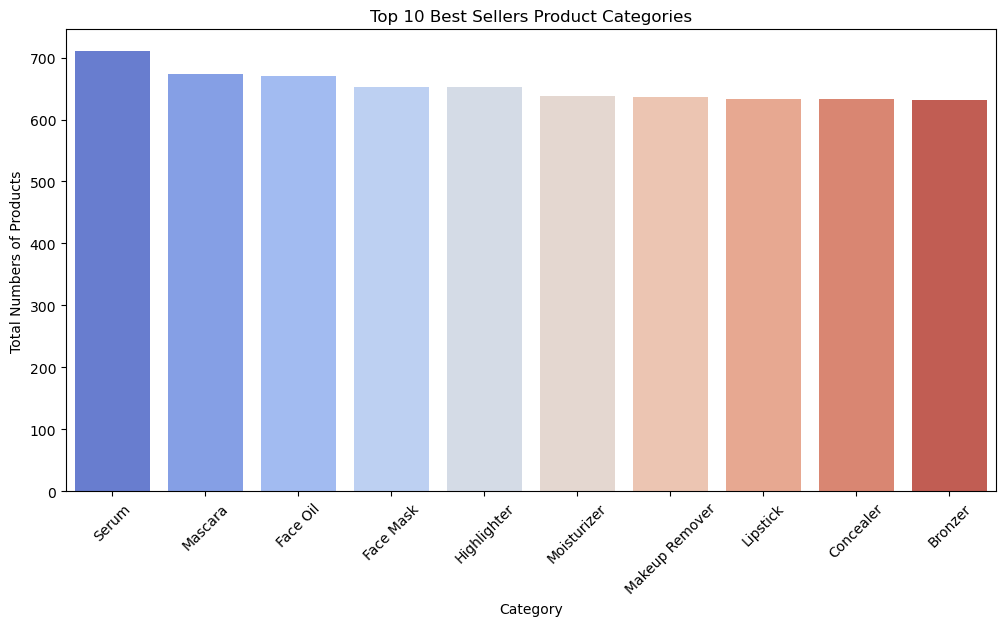 Top 10 Best Sellers Product Categories
Total Numbers of Products
700
600
500
400
300
200
100
0
Serum
Mascara
Face Oil
Face Mask
Highlighter
Moisturizer
Makeup Remover
Lipstick
Concealer
Bronzer
Category